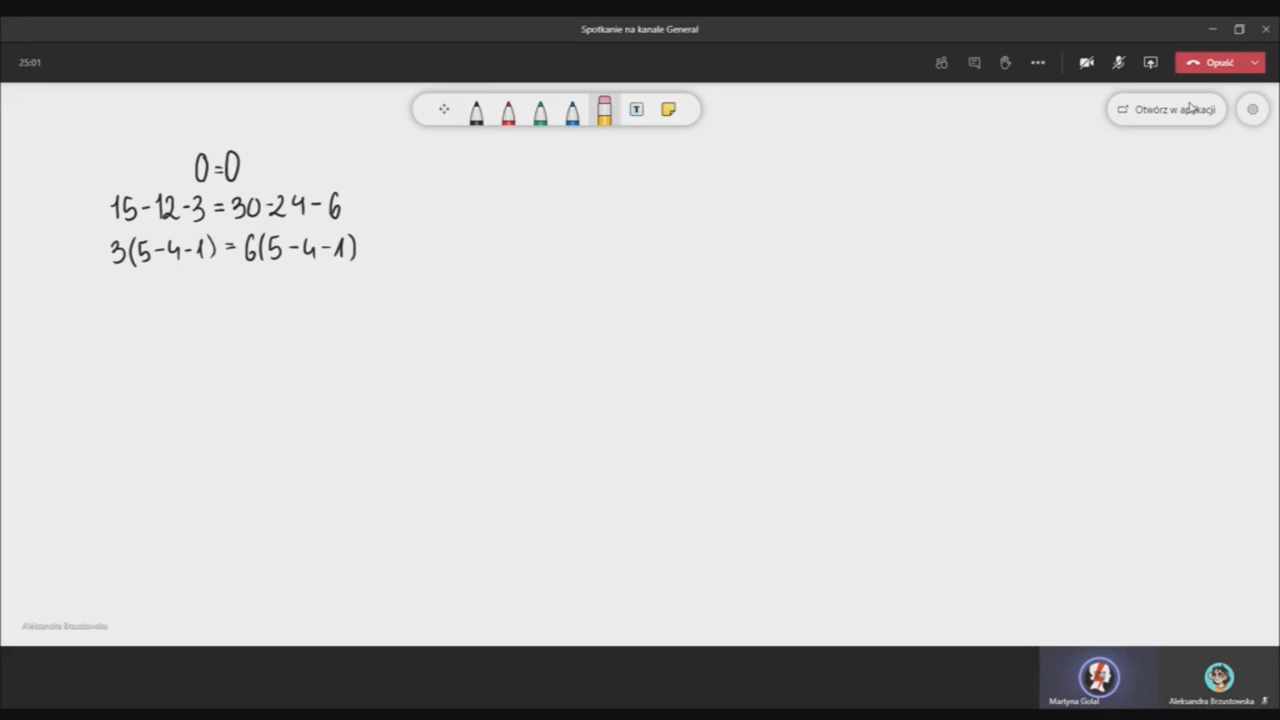 Spotkanie na kanale General
25:01
Opuść
Otwórz w aplikacji
T
0=0
15-12-3=30-24-6
3(5-4-1)=6(5-4-1)
Aleksandra Brzustowska
Martyna Gołal
Aleksandra Brzustowska